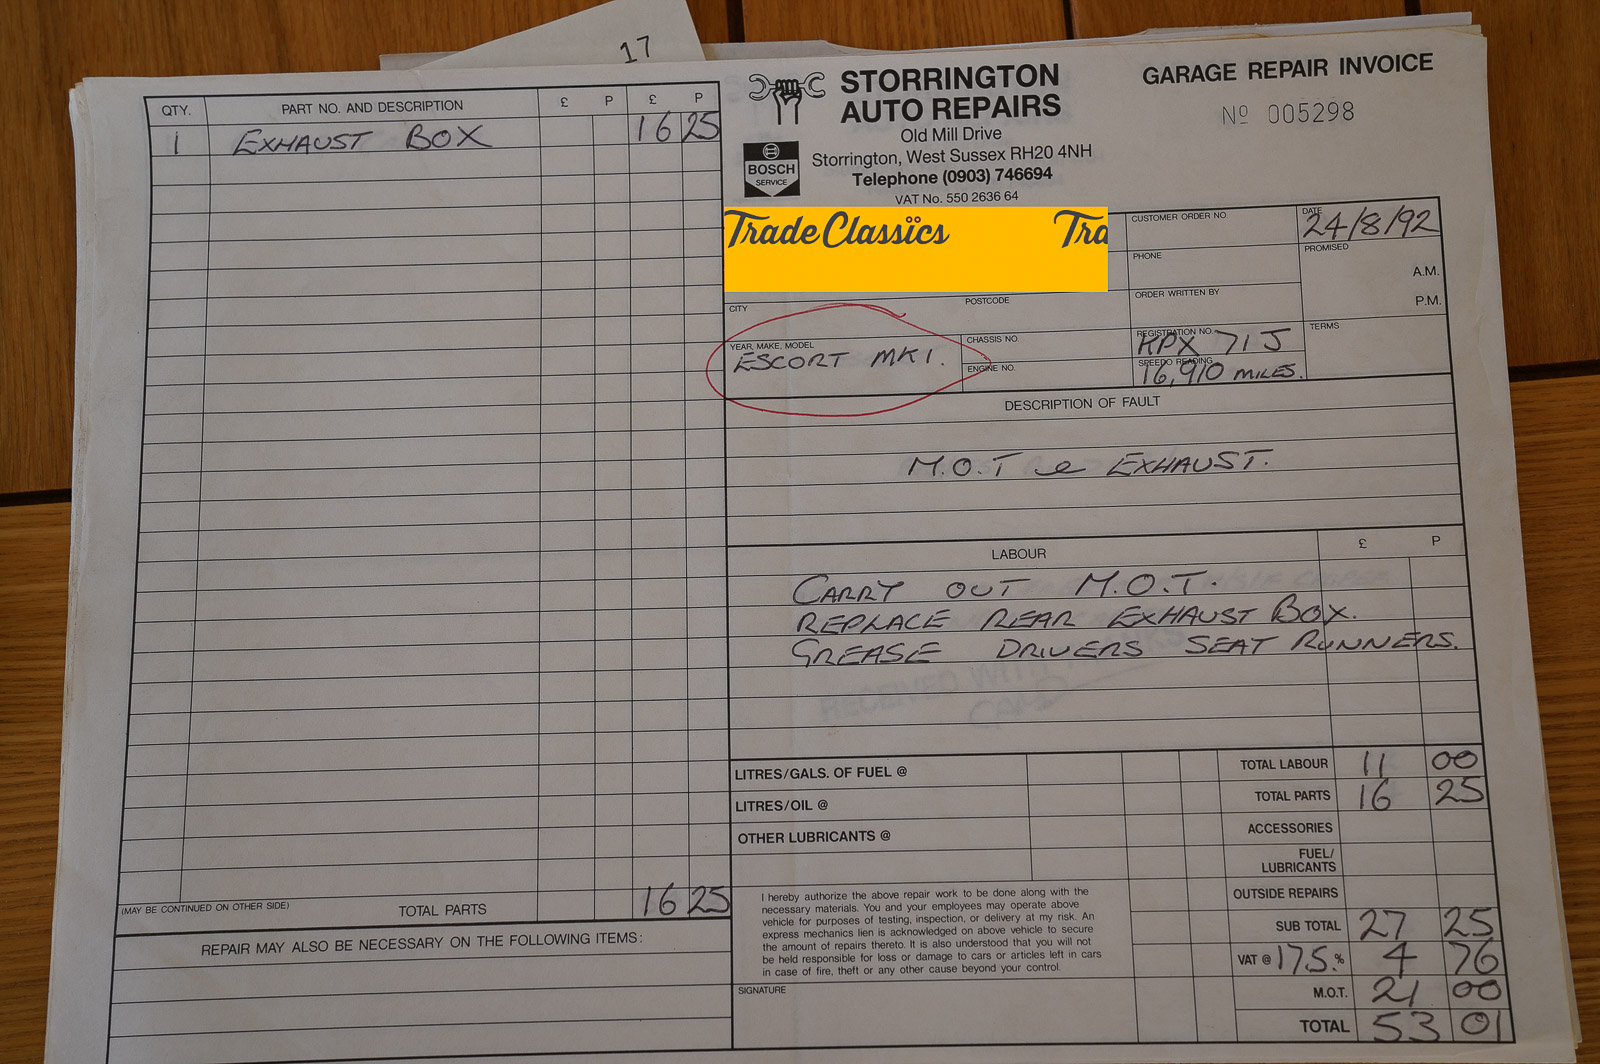 17
QTY. PART NO. AND DESCRIPTION £ P £ P
1 EXHAUST BOX 16 25
(MAY BE CONTINUED ON OTHER SIDE) TOTAL PARTS 16 25
REPAIR MAY ALSO BE NECESSARY ON THE FOLLOWING ITEMS:
STORRINGTON
AUTO REPAIRS
Old Mill Drive
Storrington, West Sussex RH20 4NH
Telephone (0903) 746694
VAT No. 550 2636 64
BOSCH
SERVICE
GARAGE REPAIR INVOICE
Nº 005298
Trade Classics Tra
CUSTOMER ORDER NO.
DATE
24/8/92
PHONE
PROMISED
A.M.
ORDER WRITTEN BY
P.M.
CITY POSTCODE
YEAR, MAKE, MODEL
ESCORT MK1.
CHASSIS NO.
ENGINE NO.
REGISTRATION NO.
KPX 71J
SPEEDO READING
16,910 MILES.
TERMS
DESCRIPTION OF FAULT
M.O.T & EXHAUST.
LABOUR £ P
CARRY OUT M.O.T.
REPLACE REAR EXHAUST BOX.
GREASE DRIVERS SEAT RUNNERS.
RECEIVED WITH
LITRES/GALS. OF FUEL @
LITRES/OIL @
OTHER LUBRICANTS @
TOTAL LABOUR 11 00
TOTAL PARTS 16 25
ACCESSORIES
FUEL/
LUBRICANTS
OUTSIDE REPAIRS
SUB TOTAL 27 25
VAT @ 17.5. % 4 76
M.O.T. 21 00
TOTAL 53 01
I hereby authorize the above repair work to be done along with the
necessary materials. You and your employees may operate above
vehicle for purposes of testing, inspection, or delivery at my risk. An
express mechanics lien is acknowledged on above vehicle to secure
the amount of repairs thereto. It is also understood that you will not
be held responsible for loss or damage to cars or articles left in cars
in case of fire, theft or any other cause beyond your control.
SIGNATURE